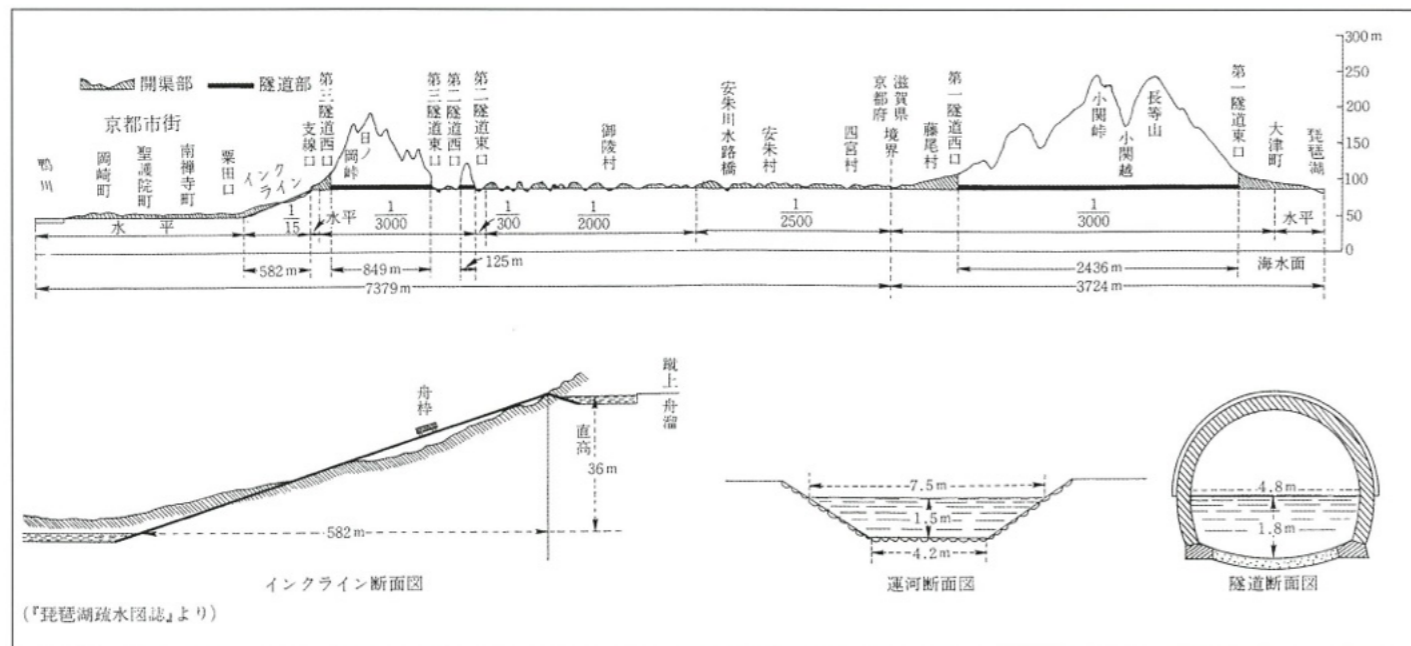 300m
250
200
150
100
50
0
海水面
開渠部
隧道部
京都市街
鴨川
岡崎町
聖護院町
南禅寺町
粟田口
インクライン
支線口
第三隧道西口
日ノ岡峠
第三隧道東口
第二隧道西口
第二隧道東口
御陵村
安朱川水路橋
安朱村
四宮村
京都府
滋賀県
境界
藤尾村
第一隧道西口
小関峠
小関越
長等山
第一隧道東口
大津町
琵琶湖
水平
1/15
水平
1/3000
1/300
1/2000
1/2500
1/3000
水平
582m
849m
125m
2436m
7379m
3724m
舟枠
蹴上舟溜
直高
36m
582m
インクライン断面図
7.5m
1.5m
4.2m
運河断面図
4.8m
1.8m
隧道断面図
(『琵琶湖疏水図誌』より)